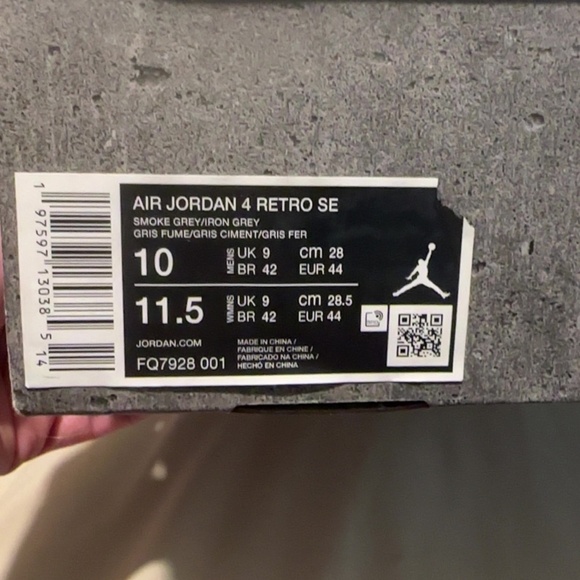 AIR JORDAN 4 RETRO SE
SMOKE GREY/IRON GREY
GRIS FUME/GRIS CIMENT/GRIS FER
10 MENS UK 9 cm 28
BR 42 EUR 44
11.5 WMNS UK 9 cm 28.5
BR 42 EUR 44
JORDAN.COM
FQ7928 001
MADE IN CHINA /
FABRIQUE EN CHINE /
FABRICADO NA CHINA /
HECHO EN CHINA
1 97597 13038 5 14